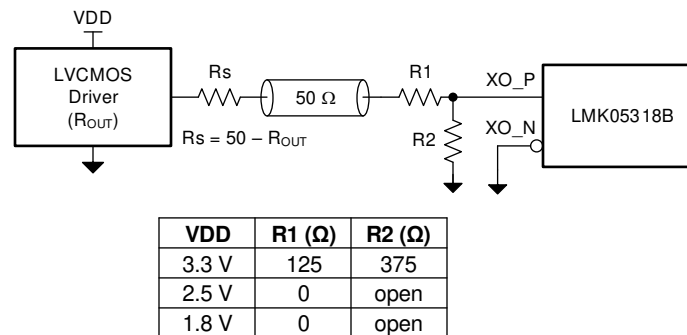 VDD
LVCMOS
Driver
(ROUT)
Rs
50 Ω
R1
XO_P
LMK05318B
R2
XO_N
Rs = 50 – ROUT
VDD R1 (Ω) R2 (Ω)
3.3 V 125 375
2.5 V 0 open
1.8 V 0 open